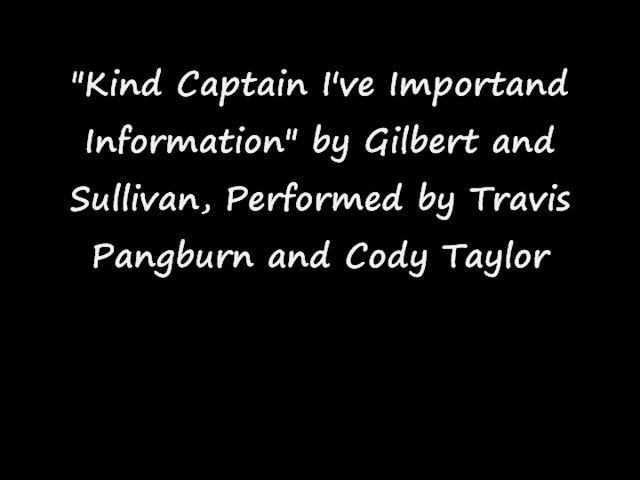 "Kind Captain I've Importand
Information" by Gilbert and
Sullivan, Performed by Travis
Pangburn and Cody Taylor